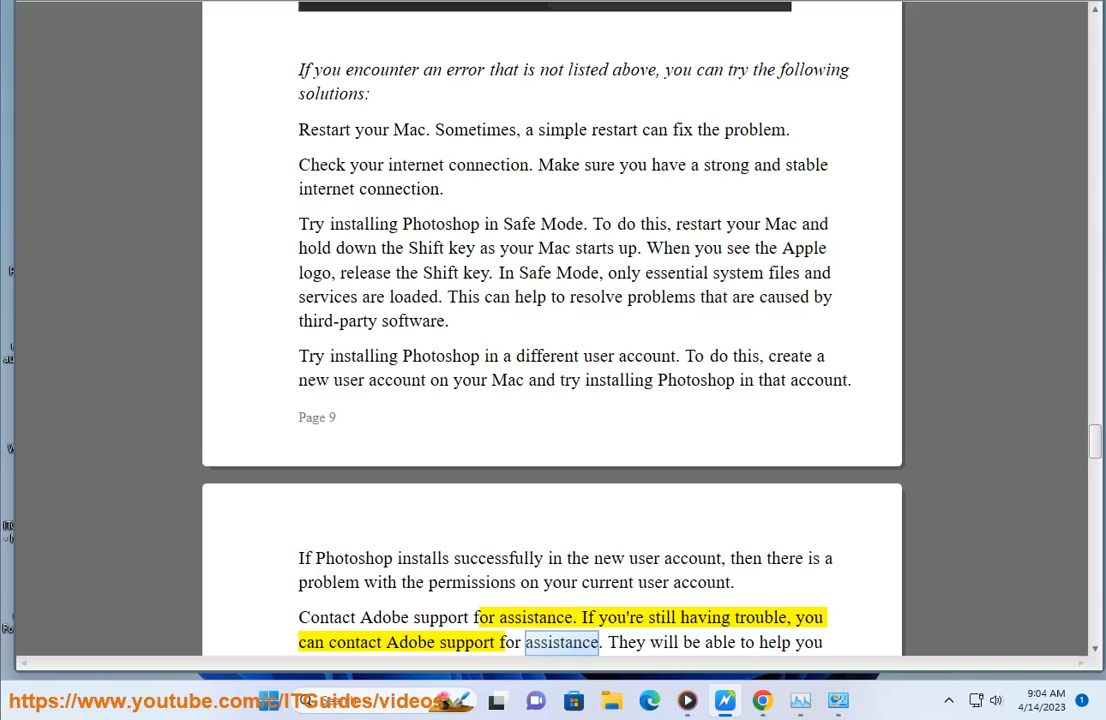 If you encounter an error that is not listed above, you can try the following
solutions:
Restart your Mac. Sometimes, a simple restart can fix the problem.
Check your internet connection. Make sure you have a strong and stable
internet connection.
Try installing Photoshop in Safe Mode. To do this, restart your Mac and
hold down the Shift key as your Mac starts up. When you see the Apple
logo, release the Shift key. In Safe Mode, only essential system files and
services are loaded. This can help to resolve problems that are caused by
third-party software.
Try installing Photoshop in a different user account. To do this, create a
new user account on your Mac and try installing Photoshop in that account.
Page 9
If Photoshop installs successfully in the new user account, then there is a
problem with the permissions on your current user account.
Contact Adobe support for assistance. If you're still having trouble, you
can contact Adobe support for assistance. They will be able to help you
https://www.youtube.com/c/ITGuides/videos
9:04 AM
4/14/2023
1